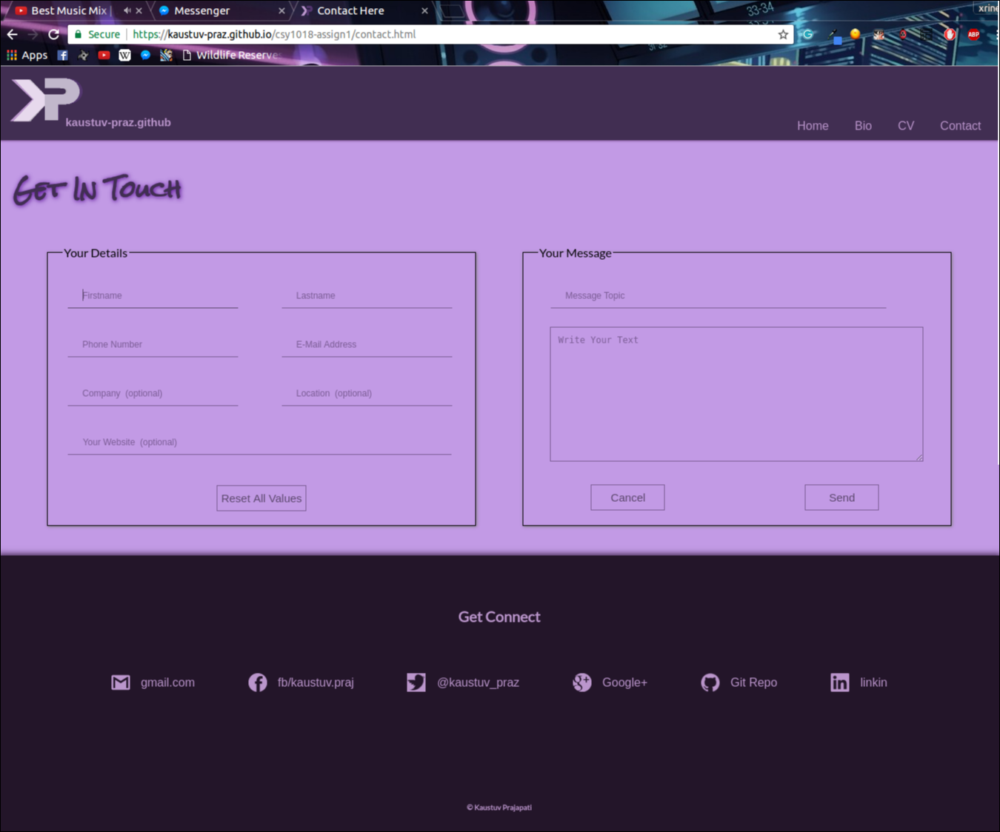 Best Music Mix
Messenger
Contact Here
33-34
Secure
https://kaustuv-praz.github.io/csy1018-assign1/contact.html
ABP
Apps
Wildlife Reserve
KP
kaustuv-praz.github
Home
Bio
CV
Contact
Get In Touch
Your Details
Firstname
Lastname
Phone Number
E-Mail Address
Company (optional)
Location (optional)
Your Website (optional)
Reset All Values
Your Message
Message Topic
Write Your Text
Cancel
Send
Get Connect
gmail.com
fb/kaustuv.praj
@kaustuv_praz
Google+
Git Repo
linkin
© Kaustuv Prajapati